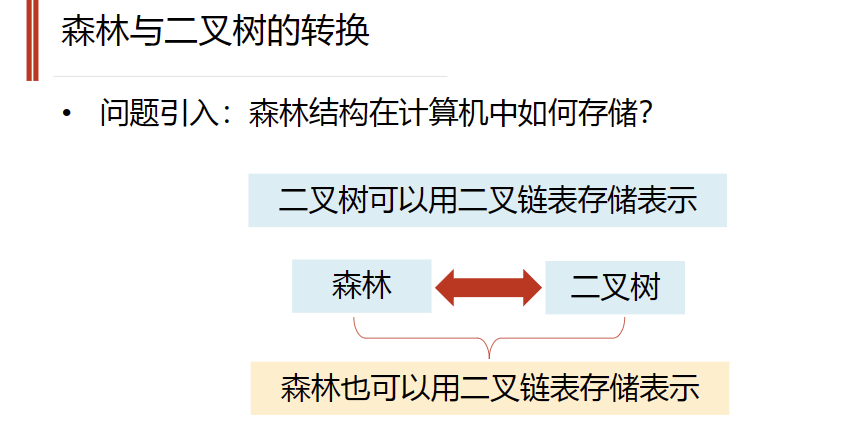 森林与二叉树的转换
• 问题引入：森林结构在计算机中如何存储？
二叉树可以用二叉链表存储表示
森林 二叉树
森林也可以用二叉链表存储表示